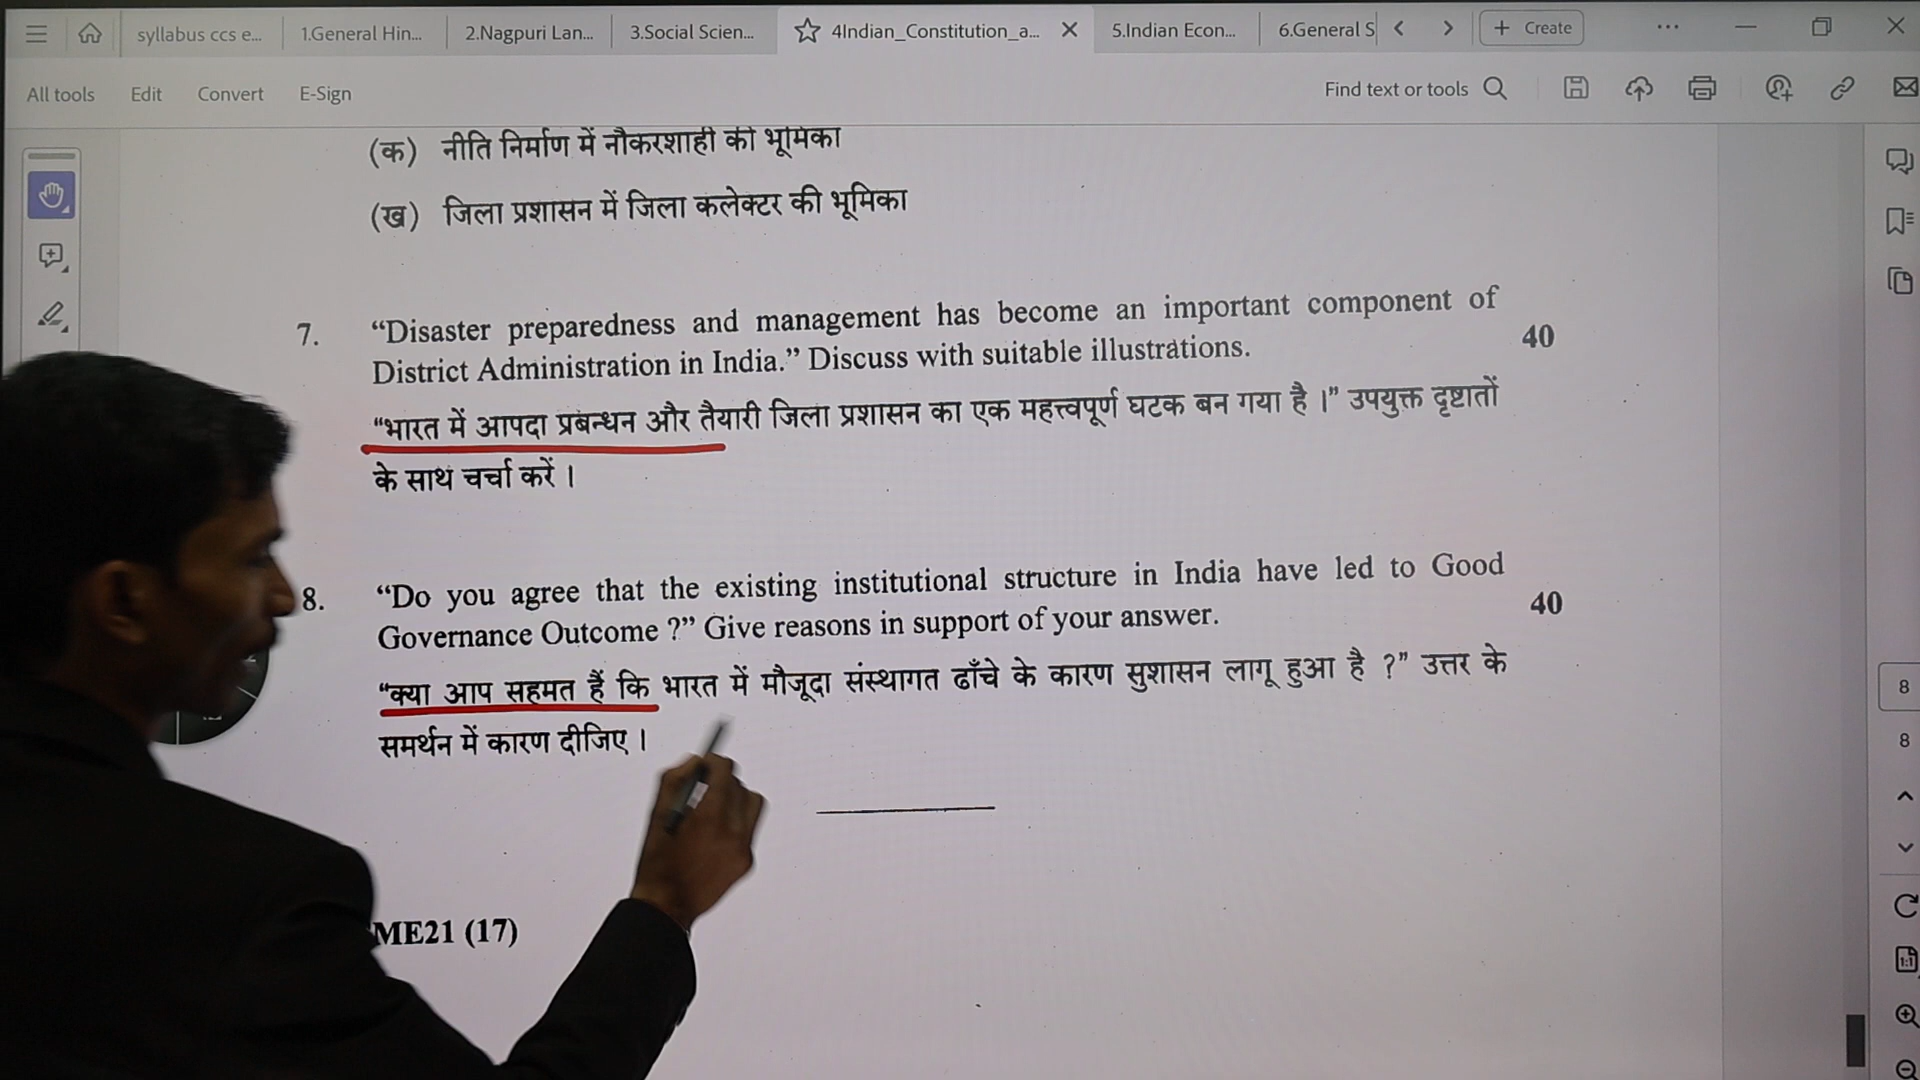 syllabus ccs e...
1.General Hin...
2.Nagpuri Lan...
3.Social Scien...
4Indian_Constitution_a...
5.Indian Econ...
6.General S
Create
All tools
Edit
Convert
E-Sign
Find text or tools
(क) नीति निर्माण में नौकरशाही की भूमिका
(ख) जिला प्रशासन में जिला कलेक्टर की भूमिका
7. “Disaster preparedness and management has become an important component of
District Administration in India.” Discuss with suitable illustrations. 40
“भारत में आपदा प्रबन्धन और तैयारी जिला प्रशासन का एक महत्त्वपूर्ण घटक बन गया है ।” उपयुक्त दृष्टातों
के साथ चर्चा करें ।
8. “Do you agree that the existing institutional structure in India have led to Good
Governance Outcome ?” Give reasons in support of your answer. 40
“क्या आप सहमत हैं कि भारत में मौजूदा संस्थागत ढाँचे के कारण सुशासन लागू हुआ है ?” उत्तर के
समर्थन में कारण दीजिए ।
ME21 (17)
8
8
1:1